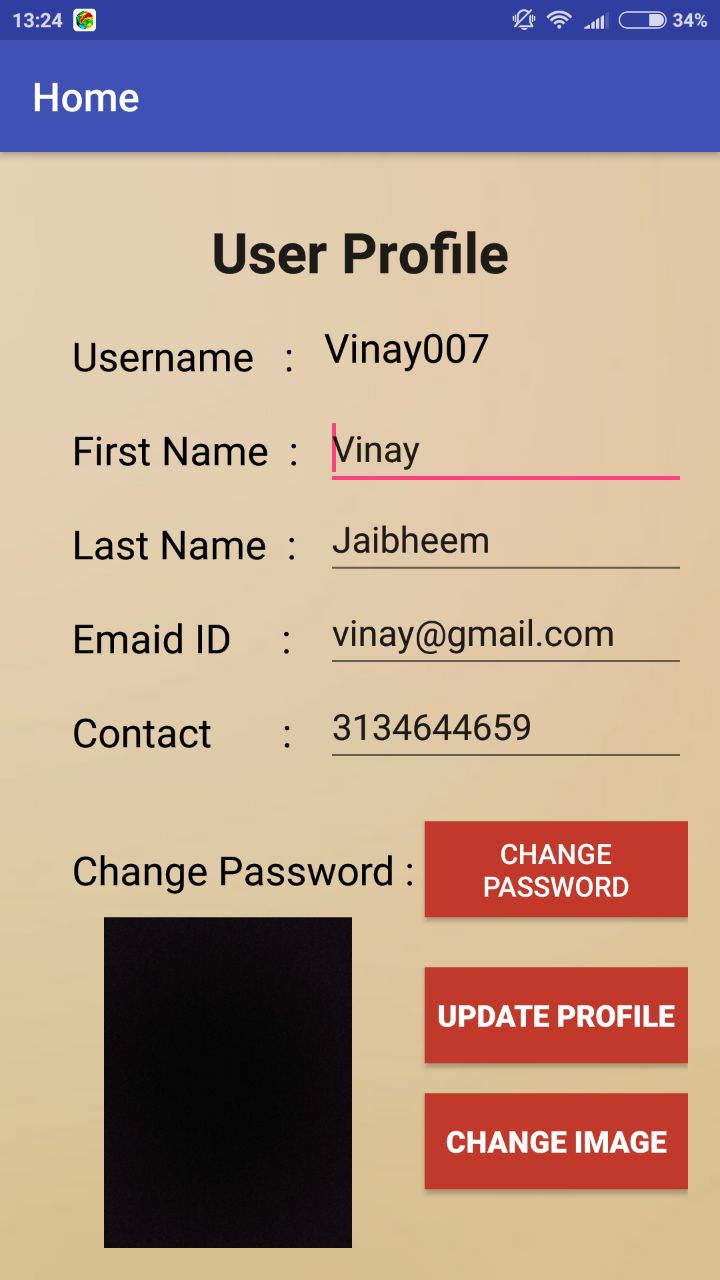 13:24 34%
Home
User Profile
Username : Vinay007
First Name : Vinay
Last Name : Jaibheem
Emaid ID : vinay@gmail.com
Contact : 3134644659
Change Password : CHANGE
PASSWORD
UPDATE PROFILE
CHANGE IMAGE